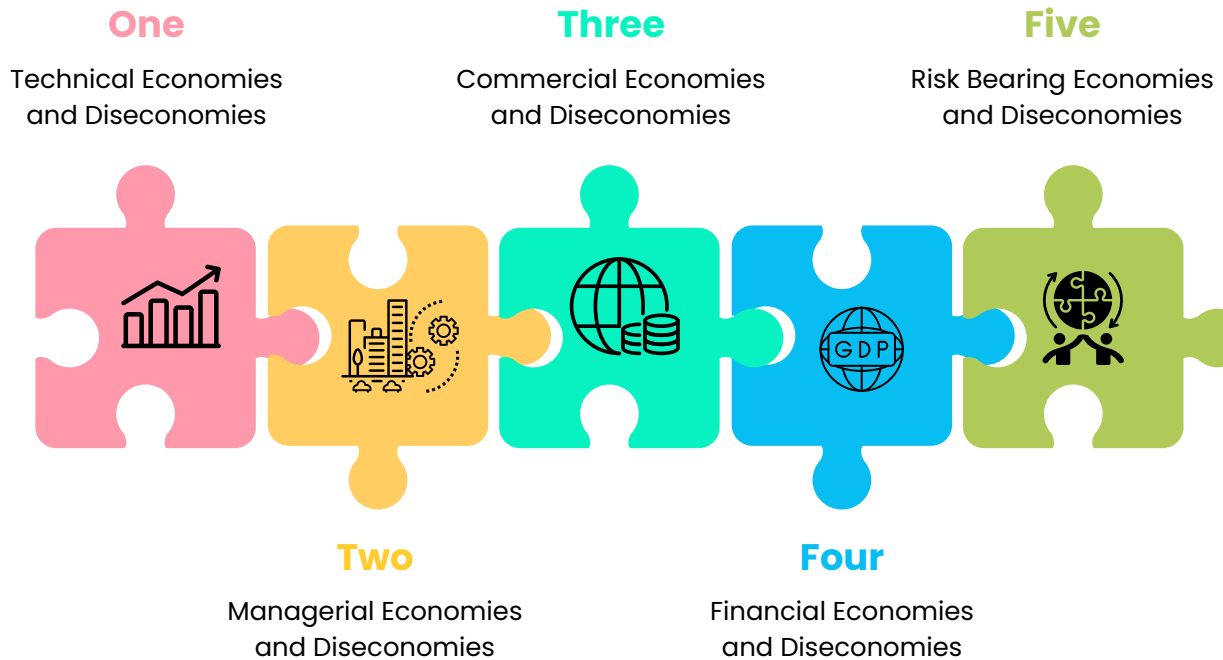 One
Technical Economies
and Diseconomies
Three
Commercial Economies
and Diseconomies
Five
Risk Bearing Economies
and Diseconomies
GDP
Two
Managerial Economies
and Diseconomies
Four
Financial Economies
and Diseconomies